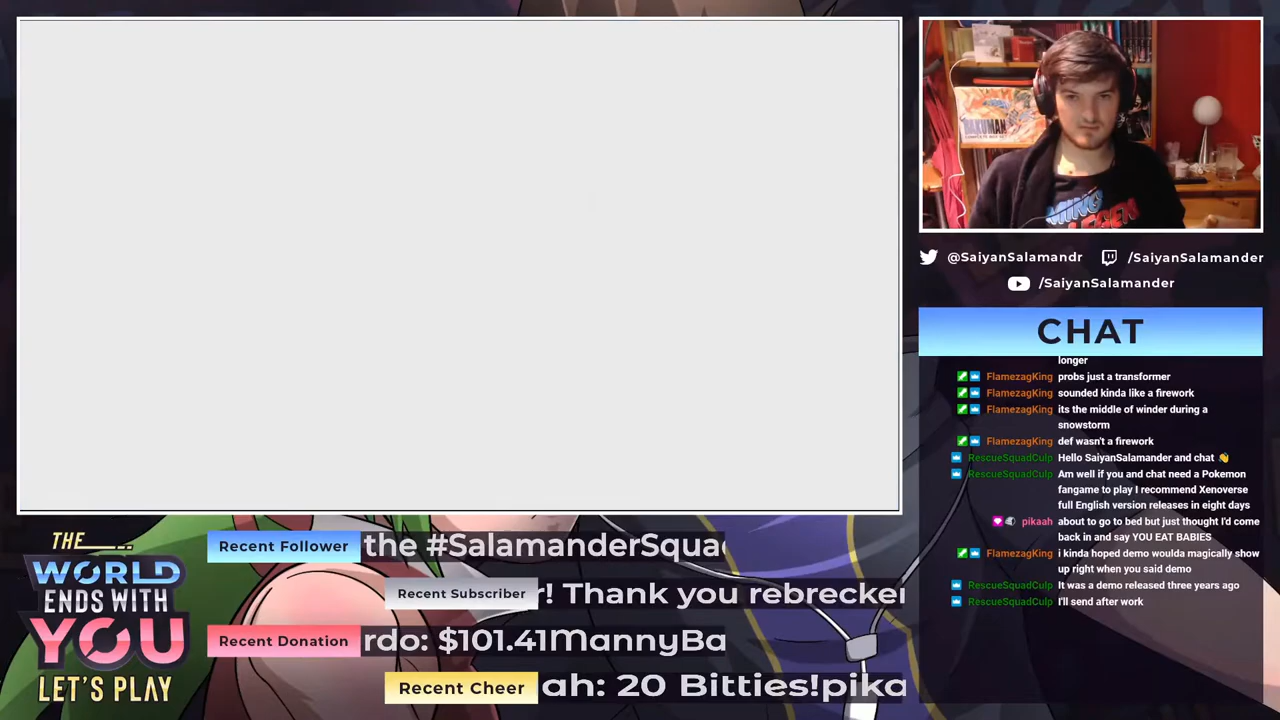 BAKUMAN
@SaiyanSalamandr
/SaiyanSalamander
/SaiyanSalamander
CHAT
longer
FlamezagKing probs just a transformer
FlamezagKing sounded kinda like a firework
FlamezagKing its the middle of winder during a
snowstorm
FlamezagKing def wasn't a firework
RescueSquadCulp Hello SaiyanSalamander and chat 👋
RescueSquadCulp Am well if you and chat need a Pokemon
fangame to play I recommend Xenoverse
full English version releases in eight days
pikaah about to go to bed but just thought I'd come
back in and say YOU EAT BABIES
FlamezagKing i kinda hoped demo woulda magically show
up right when you said demo
RescueSquadCulp It was a demo released three years ago
RescueSquadCulp I'll send after work
THE
WORLD
ENDS WITH
YOU
LET'S PLAY
Recent Follower the #SalamanderSqua
Recent Subscriber r! Thank you rebrecker
Recent Donation rdo: $101.41MannyBa
Recent Cheer ah: 20 Bitties!pika